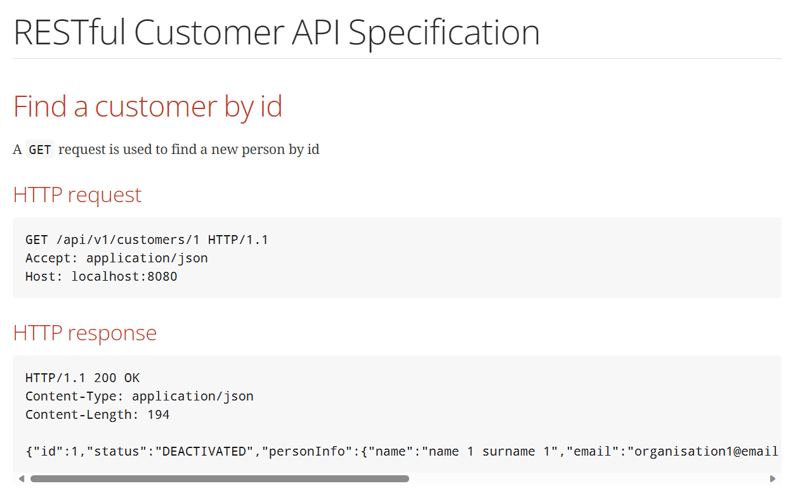 RESTful Customer API Specification
Find a customer by id
A GET request is used to find a new person by id
HTTP request
GET /api/v1/customers/1 HTTP/1.1
Accept: application/json
Host: localhost:8080
HTTP response
HTTP/1.1 200 OK
Content-Type: application/json
Content-Length: 194
{"id":1,"status":"DEACTIVATED","personInfo":{"name":"name 1 surname 1","email":"organisation1@email